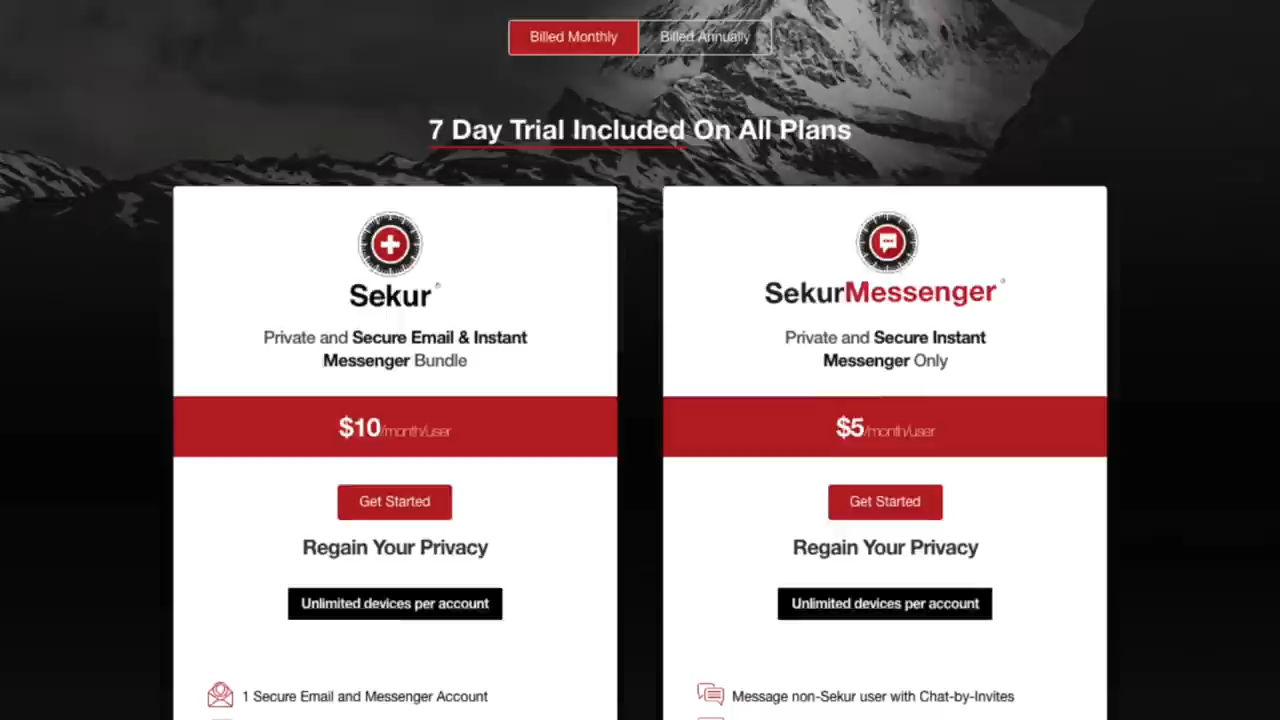 Billed Monthly
Billed Annually
7 Day Trial Included On All Plans
Sekur®
Private and Secure Email & Instant
Messenger Bundle
$10/month/user
Get Started
Regain Your Privacy
Unlimited devices per account
1 Secure Email and Messenger Account
SekurMessenger®
Private and Secure Instant
Messenger Only
$5/month/user
Get Started
Regain Your Privacy
Unlimited devices per account
Message non-Sekur user with Chat-by-Invites